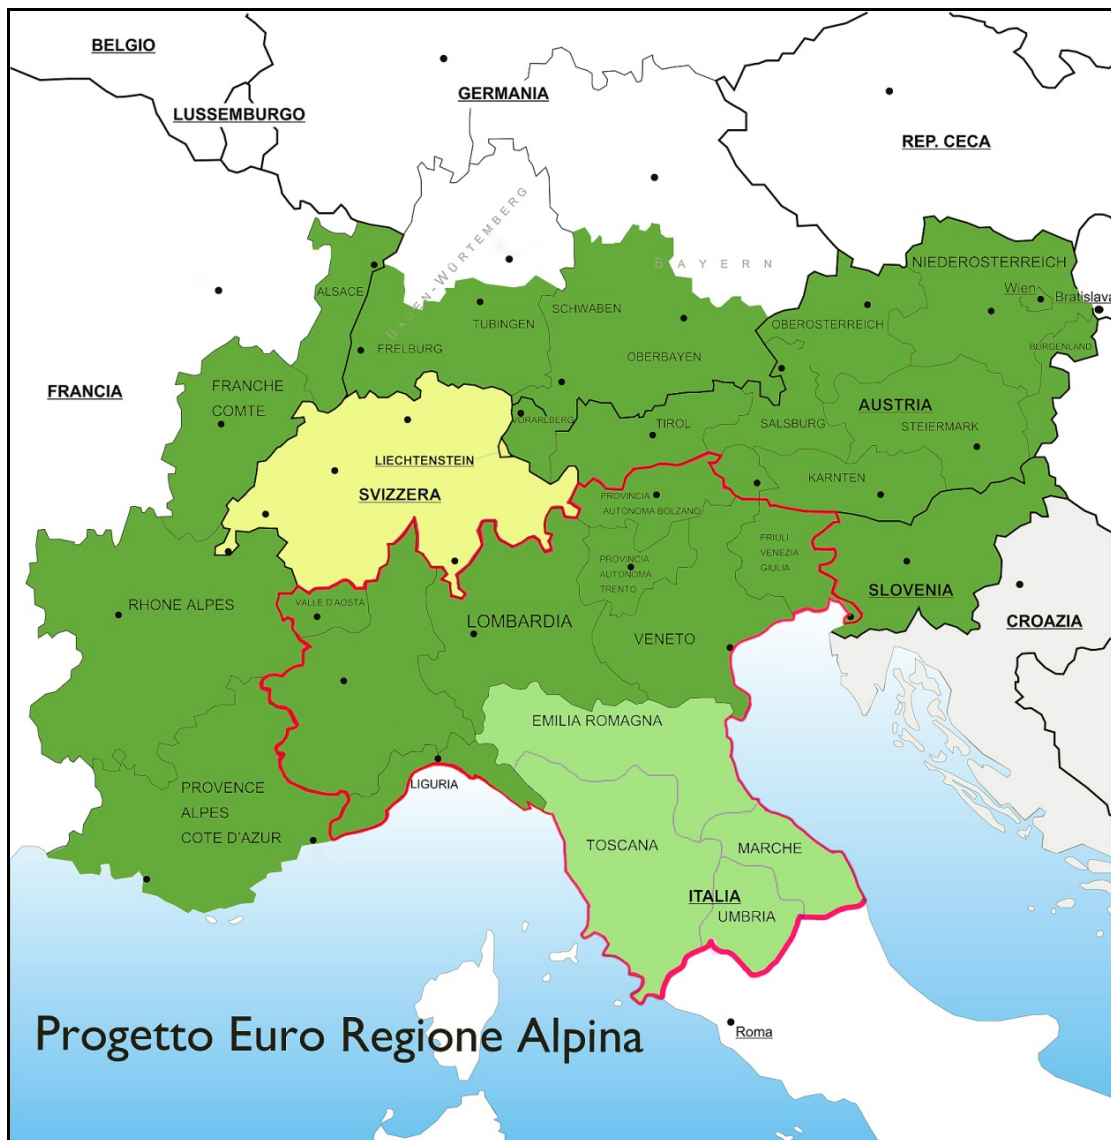 BELGIO
GERMANIA
LUSSEMBURGO
REP. CECA
BADEN-WÜRTEMBERG
BAYERN
NIEDEROSTERREICH
ALSACE
Wien
Bratislava
SCHWABEN
TUBINGEN
OBEROSTERREICH
BURGENLAND
FRELBURG
OBERBAYEN
FRANCIA
FRANCHE
COMTE
AUSTRIA
VORARLBERG
TIROL
SALSBURG
STEIERMARK
LIECHTENSTEIN
SVIZZERA
KARNTEN
PROVINCIA
AUTONOMA BOLZANO
FRIULI
VENEZIA
GIULIA
PROVINCIA
AUTONOMA
TRENTO
SLOVENIA
RHONE ALPES
VALLE D'AOSTA
LOMBARDIA
VENETO
CROAZIA
EMILIA ROMAGNA
PROVENCE
ALPES
COTE D'AZUR
LIGURIA
TOSCANA
MARCHE
ITALIA
UMBRIA
Progetto Euro Regione Alpina
Roma